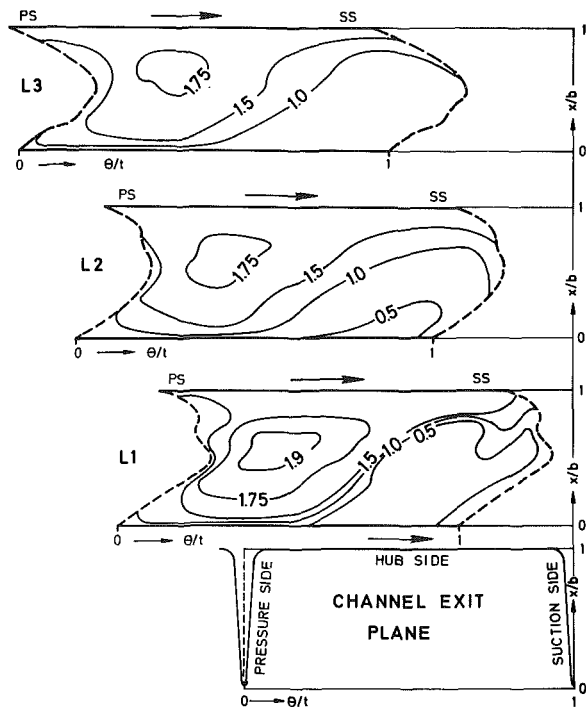 PS SS
1
L3
1.75
1.5
1.0
x/b
0
0 θ/t 1
PS SS
1
L2
1.75
1.5
1.0
0.5
x/b
0
0 θ/t 1
PS SS
1
L1
1.9
1.75
1.5
1.0
0.5
x/b
0
0 θ/t 1
1
HUB SIDE
PRESSURE SIDE
CHANNEL EXIT
PLANE
SUCTION SIDE
x/b
0
0 θ/t 1